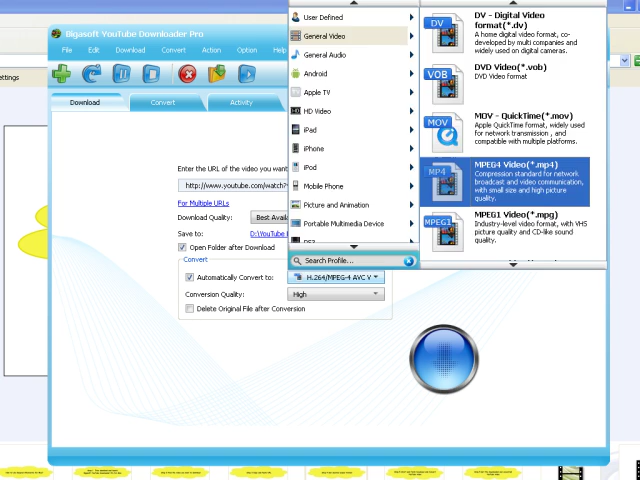 Bigasoft YouTube Downloader Pro
File Edit Download Convert Action Option Help
ettings
Download Convert Activity
Enter the URL of the video you want
http://www.youtube.com/watch?
For Multiple URLs
Download Quality: Best Avail
Save to: D:\YouTube
Open Folder after Download
Convert
Automatically Convert to: H.264/MPEG-4 AVC V
Conversion Quality: High
Delete Original File after Conversion
User Defined
General Video
General Audio
Android
Apple TV
HD Video
iPad
iPhone
iPod
Mobile Phone
Picture and Animation
Portable Multimedia Device
PS3
Search Profile...
DV
DV - Digital Video
format(*.dv)
A home digital video format, co-
developed by multi companies and
widely used on digital cameras.
VOB
DVD Video(*.vob)
DVD Video format
MOV
MOV - QuickTime(*.mov)
Apple QuickTime format, widely used
for network transmission , and
compatible with multiple platforms.
MP4
MPEG4 Video(*.mp4)
Compression standard for network
broadcast and video communication,
with small size and high picture
quality.
MPEG1
MPEG1 Video(*.mpg)
Industry-level video format, with VHS
picture quality and CD-like sound
quality.